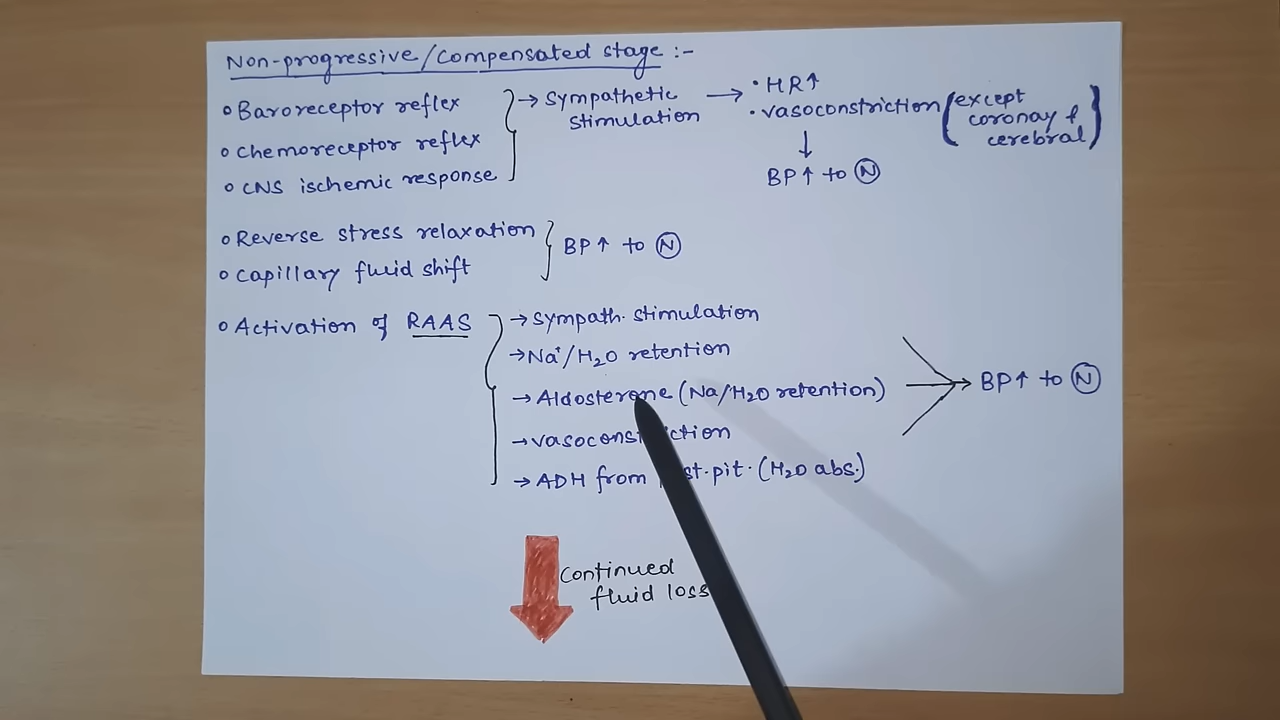 Non-progressive/compensated stage :-
• Baroreceptor reflex
• chemoreceptor reflex
• CNS ischemic response
→ sympathetic stimulation
→ • HR↑
• vasoconstriction (except coronay & cerebral)
↓
BP↑ to N
• Reverse stress relaxation
• capillary fluid shift
BP↑ to N
• Activation of RAAS
→ sympath. stimulation
→ Na⁺/H₂O retention
→ Aldosterone (Na/H₂O retention)
→ vasoconstriction
→ ADH from pit. (H₂O abs.)
→ BP↑ to N
continued
fluid loss